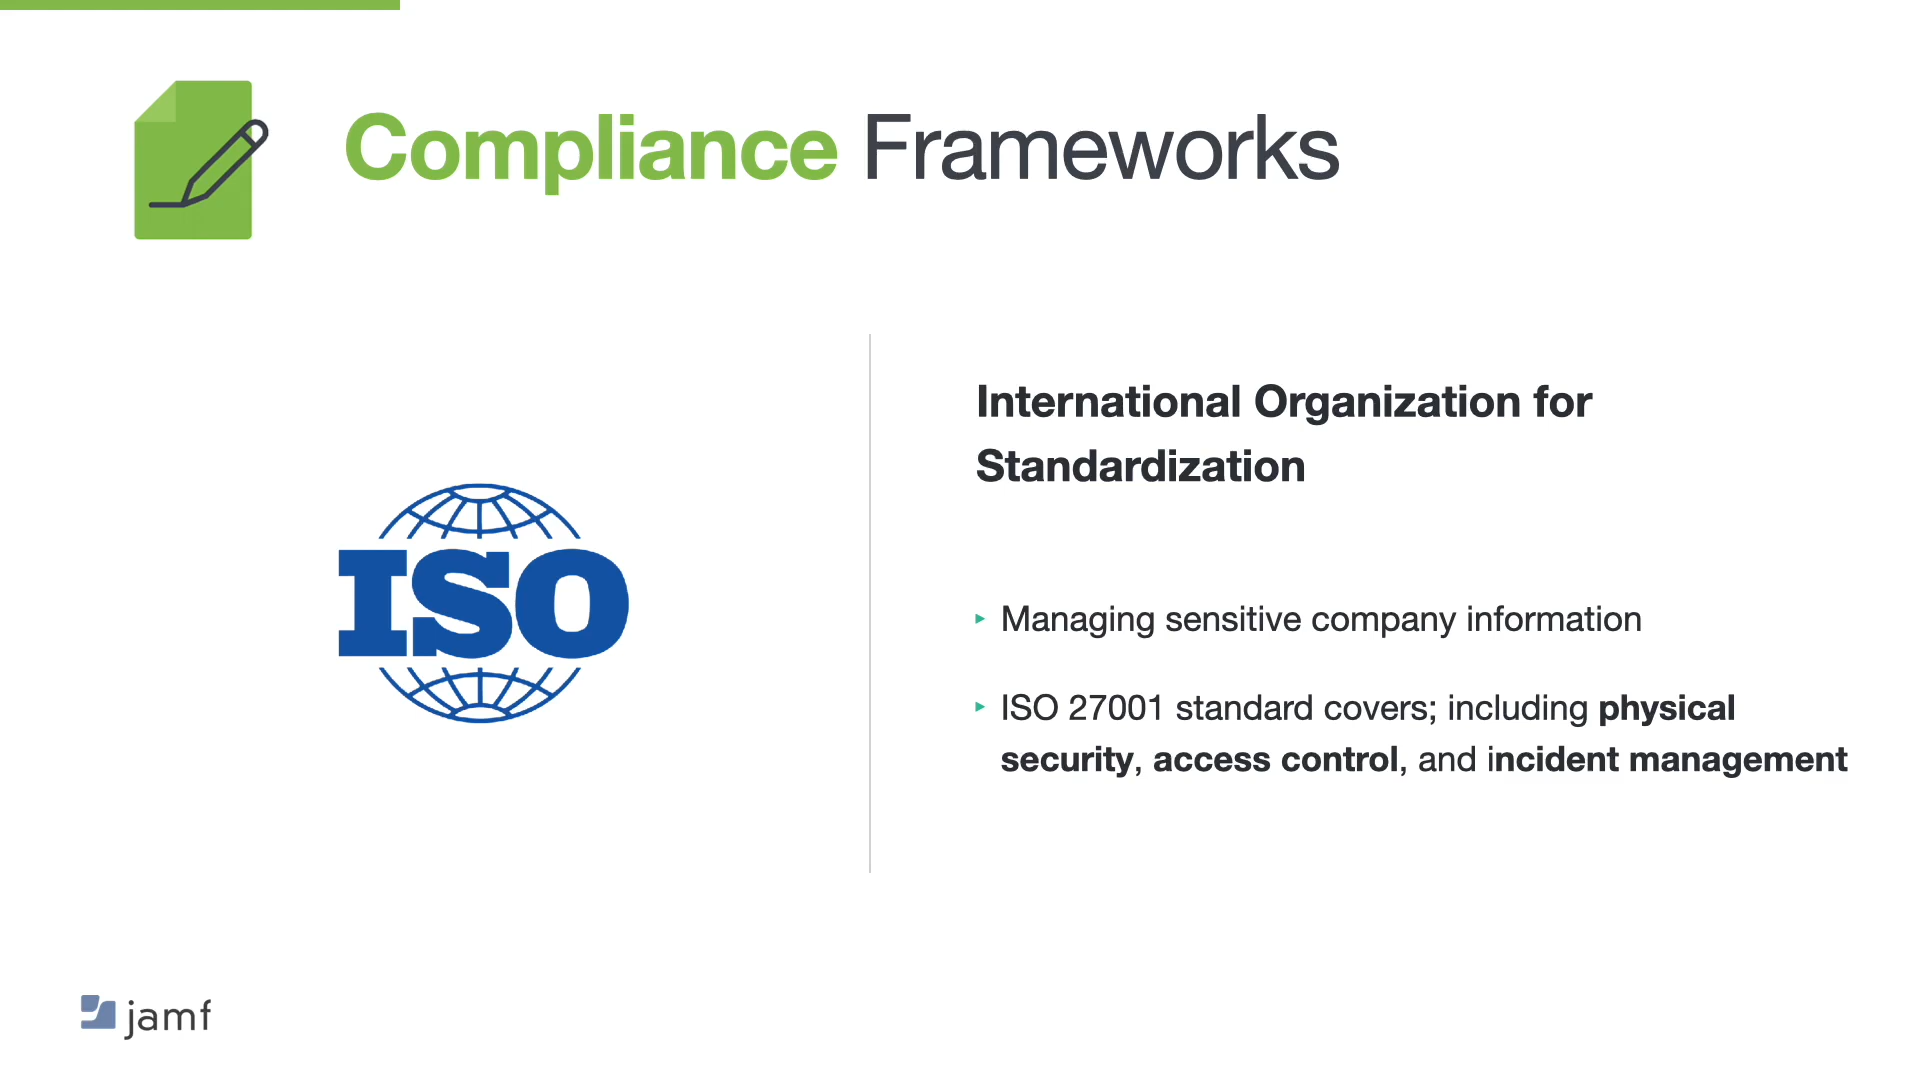 Compliance Frameworks
International Organization for
Standardization
ISO
Managing sensitive company information
ISO 27001 standard covers; including physical
security, access control, and incident management
jamf